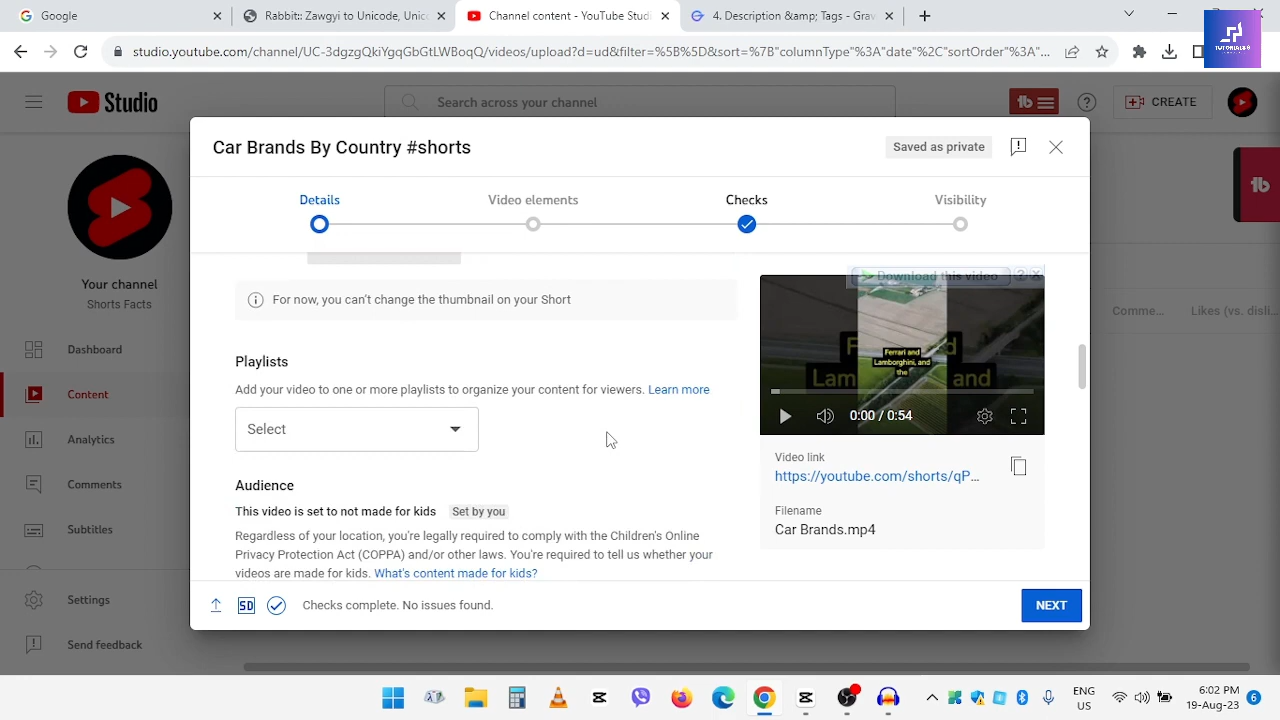 Google
Rabbit: Zawgyi to Unicode, Unic
Channel content - YouTube Studio
4. Description &amp; Tags - Grav
studio.youtube.com/channel/UC-3dgzgQkiYgqGbGtLWBoqQ/videos/upload?d=ud&filter=%5B%5D&sort=%7B"columnType"%3A"date"%2C"sortOrder"%3A...
TUTORIALES
Studio
Search across your channel
CREATE
Your channel
Shorts Facts
Dashboard
Content
Analytics
Comments
Subtitles
Settings
Send feedback
Car Brands By Country #shorts
Saved as private
Details
Video elements
Checks
Visibility
For now, you can't change the thumbnail on your Short
Playlists
Add your video to one or more playlists to organize your content for viewers. Learn more
Select
Audience
This video is set to not made for kids Set by you
Regardless of your location, you're legally required to comply with the Children's Online
Privacy Protection Act (COPPA) and/or other laws. You're required to tell us whether your
videos are made for kids. What's content made for kids?
Download this video ?
Ferrari and
Lamborghini, and
the
0:00 / 0:54
Video link
https://youtube.com/shorts/qP...
Filename
Car Brands.mp4
SD
Checks complete. No issues found.
NEXT
Comme...
Likes (vs. disli...
ENG
US
6:02 PM
19-Aug-23
6